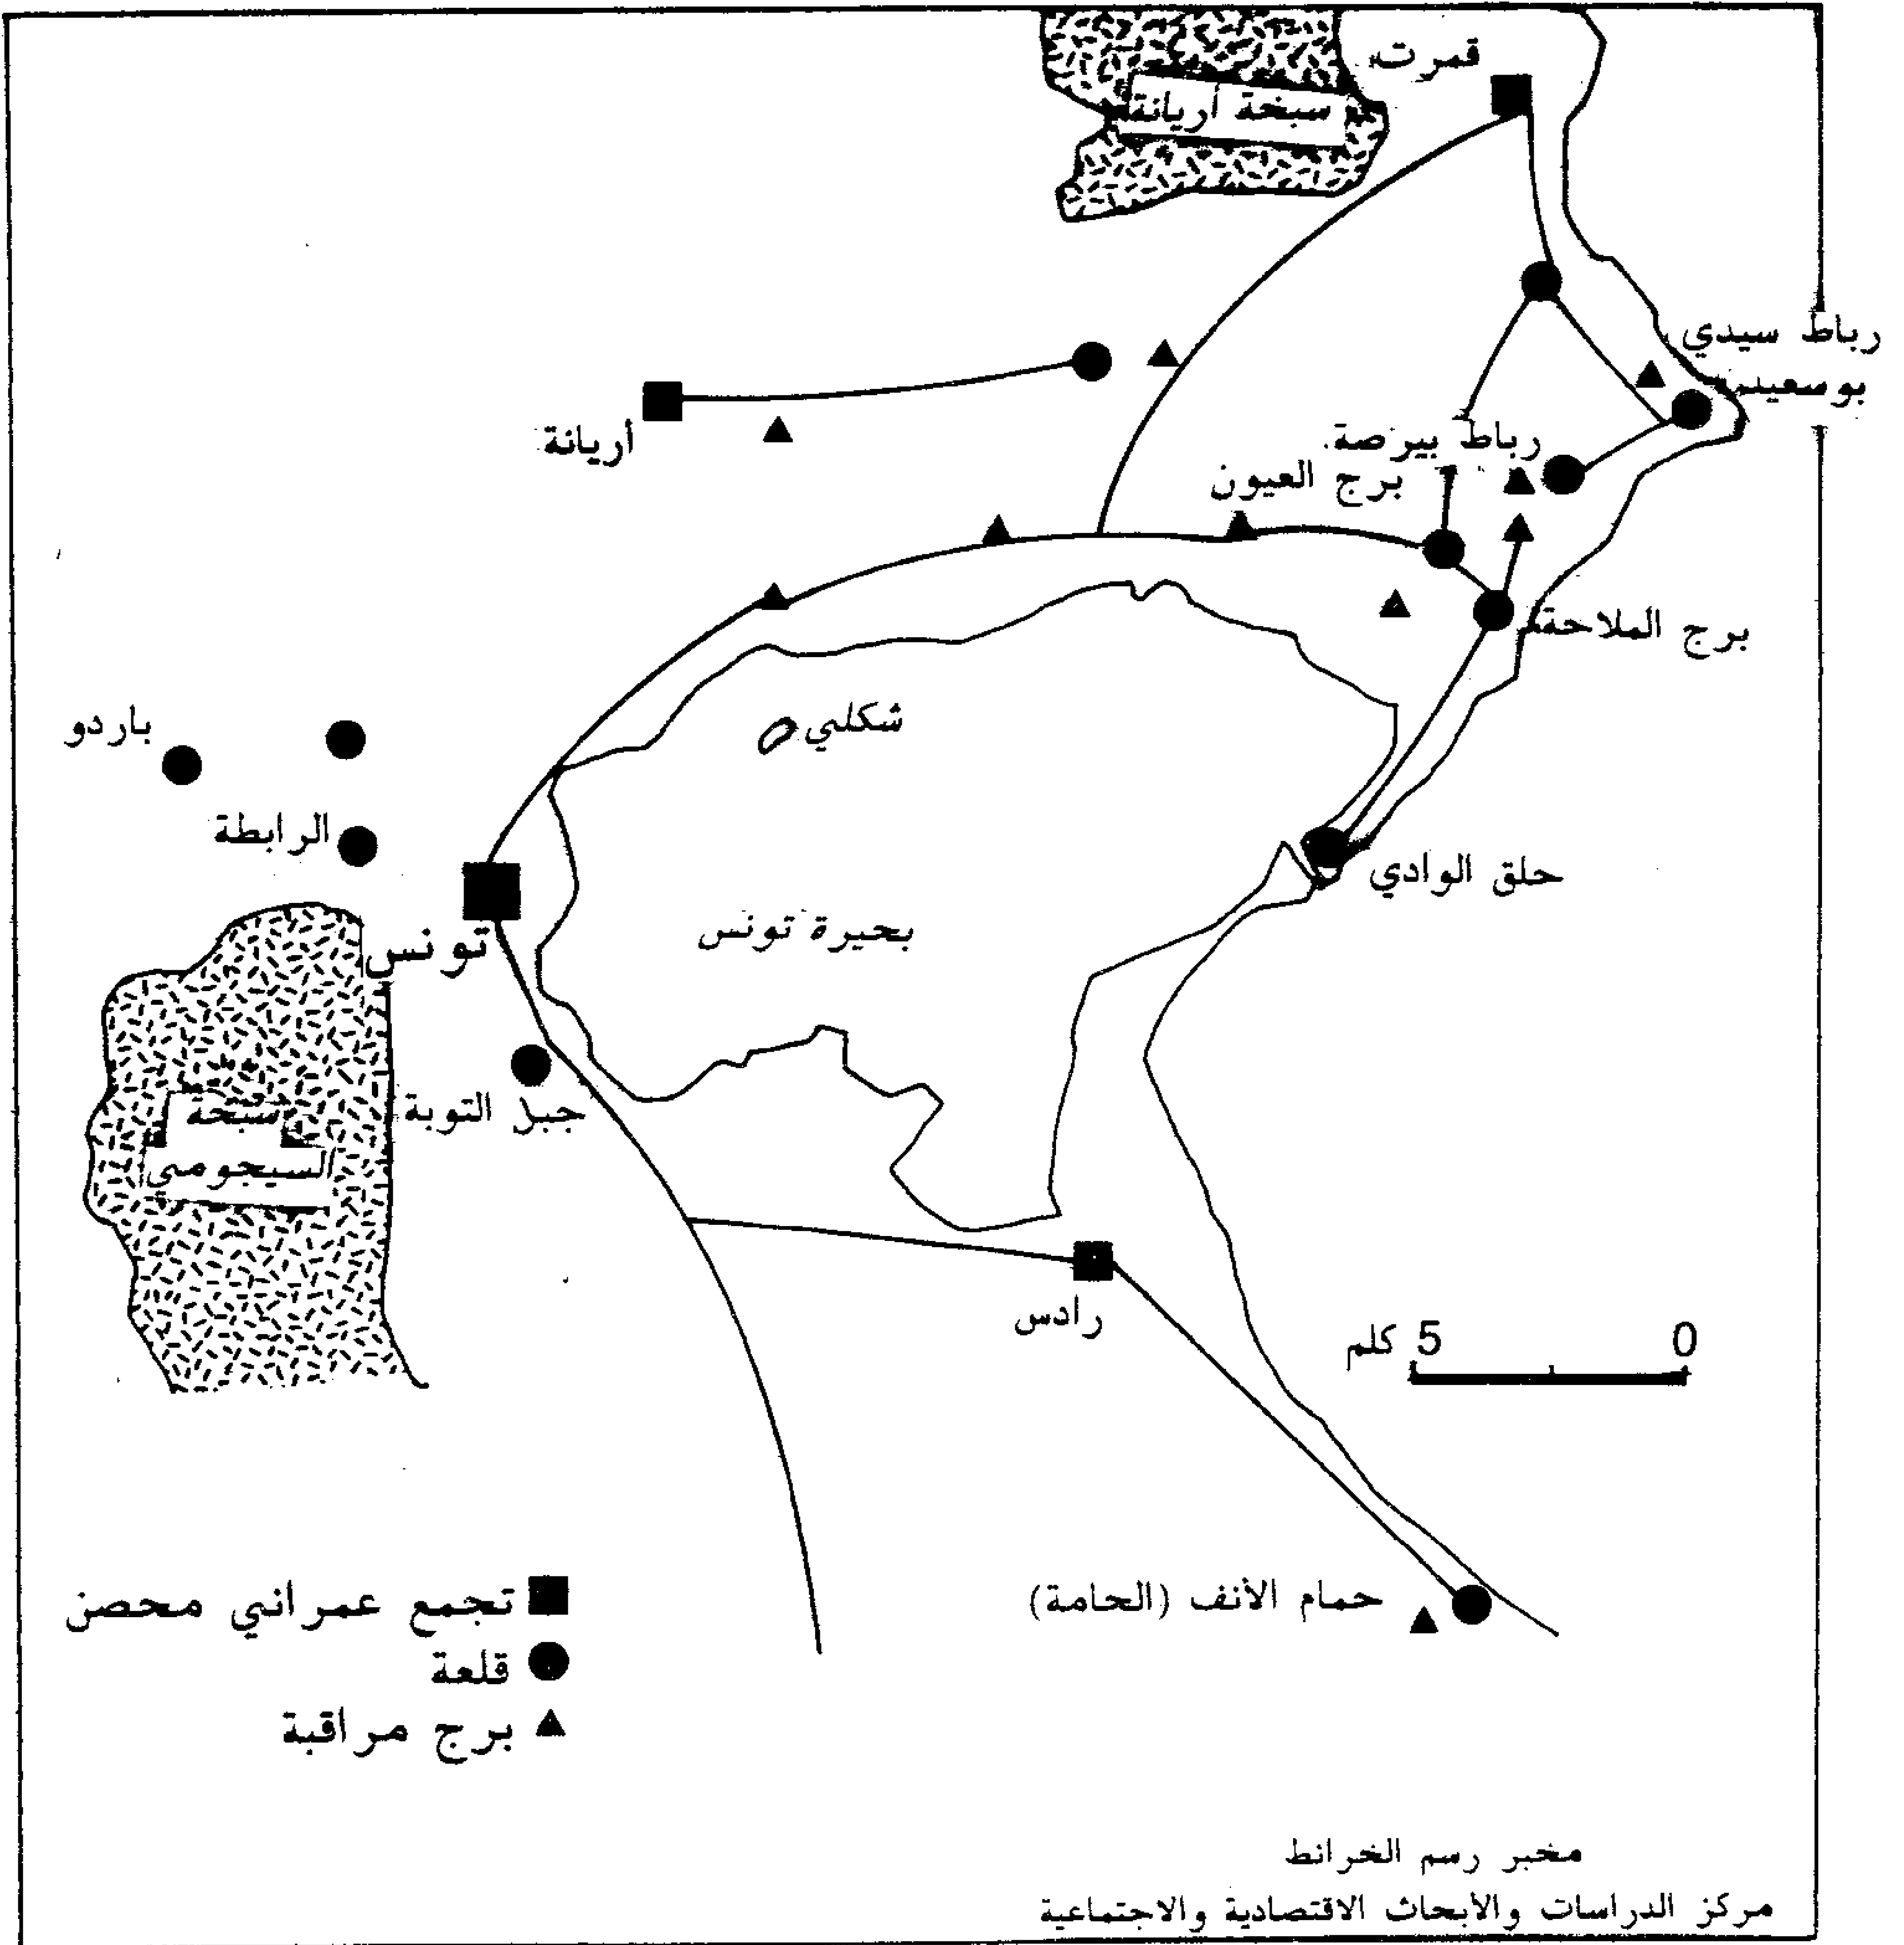 قمرت
سبخة أريانة
رباط سيدي
بوسعيد
رباط بيرصة
برج العيون
أريانة
برج الملاحة
شكلي
باردو
الرابطة
حلق الوادي
تونس
بحيرة تونس
جبل التوبة
سبخة
السيجومي
رادس
5 كلم 0
حمام الأنف (الحامة)
تجمع عمراني محصن
قلعة
برج مراقبة
مخبر رسم الخرائط
مركز الدراسات والأبحاث الاقتصادية والاجتماعية